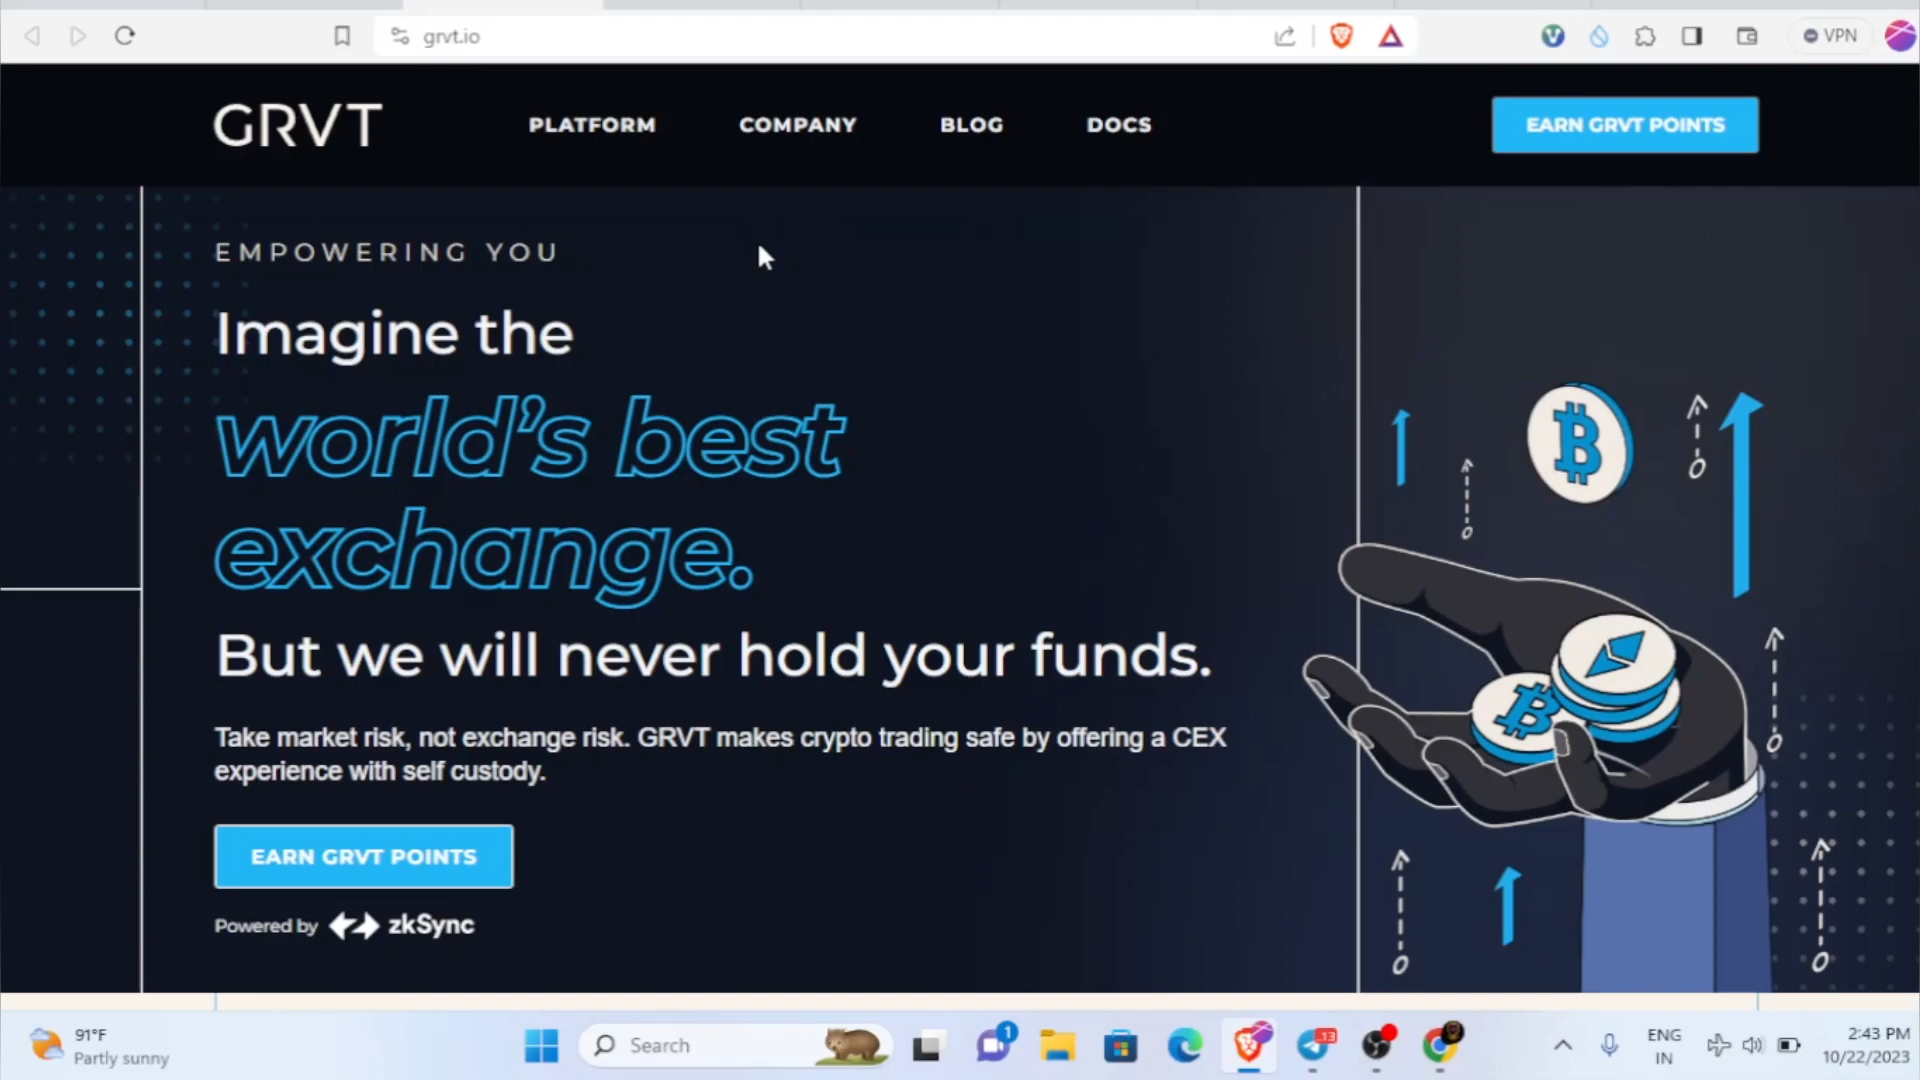 grvt.io
VPN
GRVT
PLATFORM
COMPANY
BLOG
DOCS
EARN GRVT POINTS
EMPOWERING YOU
Imagine the
world's best
exchange.
But we will never hold your funds.
Take market risk, not exchange risk. GRVT makes crypto trading safe by offering a CEX
experience with self custody.
EARN GRVT POINTS
Powered by zkSync
91°F
Partly sunny
Search
1
13
ENG
IN
2:43 PM
10/22/2023